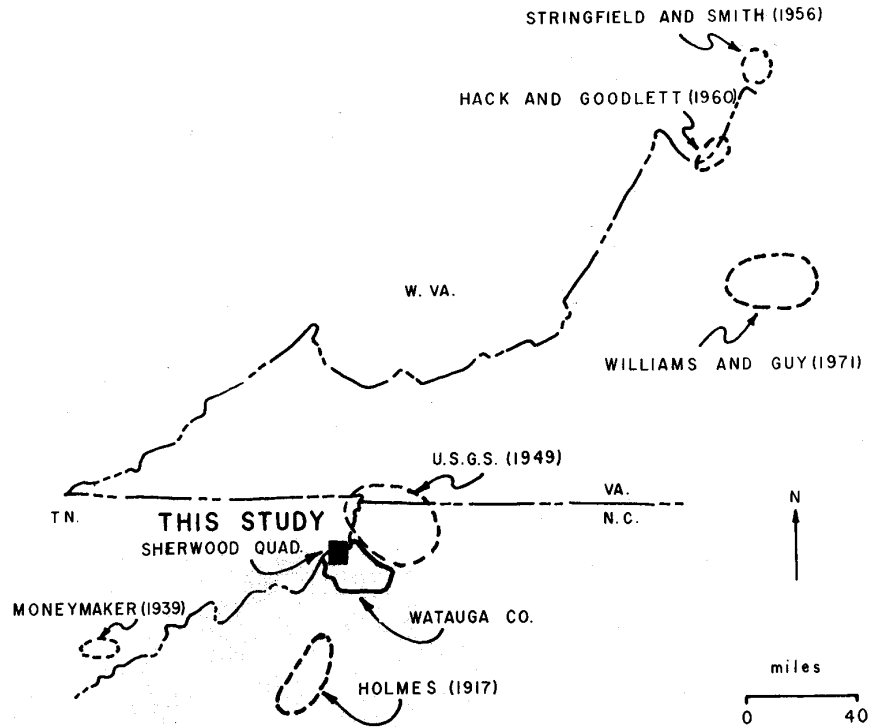 STRINGFIELD AND SMITH (1956)
HACK AND GOODLETT (1960)
W. VA.
WILLIAMS AND GUY (1971)
U.S.G.S. (1949)
VA.
N.C.
N
TN.
THIS STUDY
SHERWOOD QUAD.
MONEYMAKER (1939)
WATAUGA CO.
HOLMES (1917)
miles
0 40